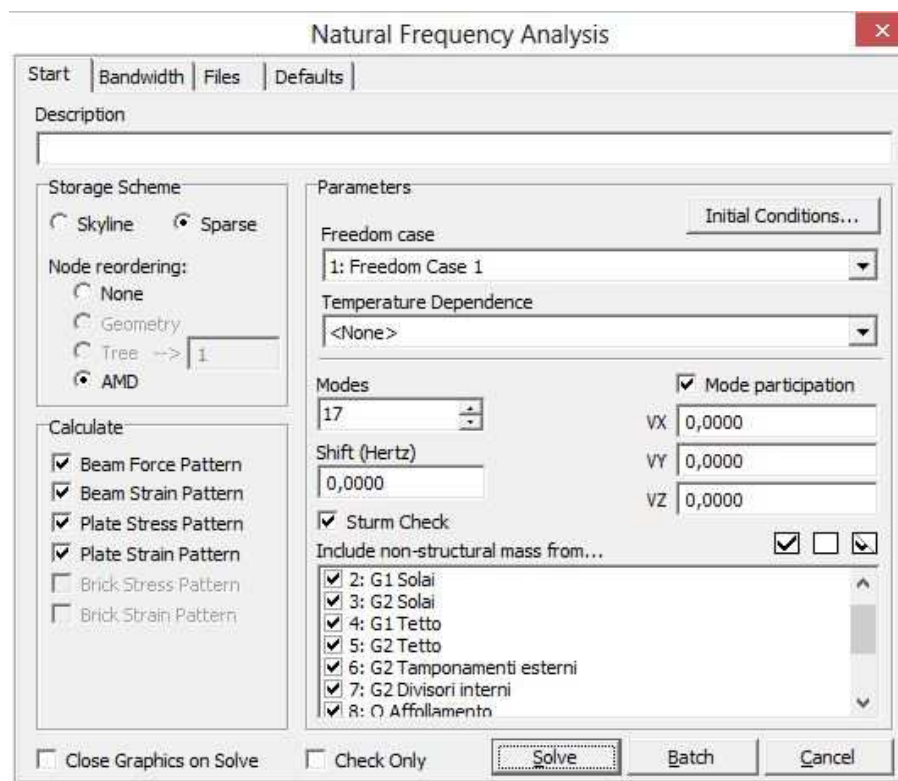 Natural Frequency Analysis
Start Bandwidth Files Defaults
Description
Storage Scheme
Skyline Sparse
Node reordering:
None
Geometry
Tree --> 1
AMD
Calculate
Beam Force Pattern
Beam Strain Pattern
Plate Stress Pattern
Plate Strain Pattern
Brick Stress Pattern
Brick Strain Pattern
Parameters
Initial Conditions...
Freedom case
1: Freedom Case 1
Temperature Dependence
<None>
Modes
17
Shift (Hertz)
0,0000
Sturm Check
Mode participation
VX 0,0000
VY 0,0000
VZ 0,0000
Include non-structural mass from...
2: G1 Solai
3: G2 Solai
4: G1 Tetto
5: G2 Tetto
6: G2 Tamponamenti esterni
7: G2 Divisori interni
8: Q Affollamento
Close Graphics on Solve
Check Only
Solve
Batch
Cancel